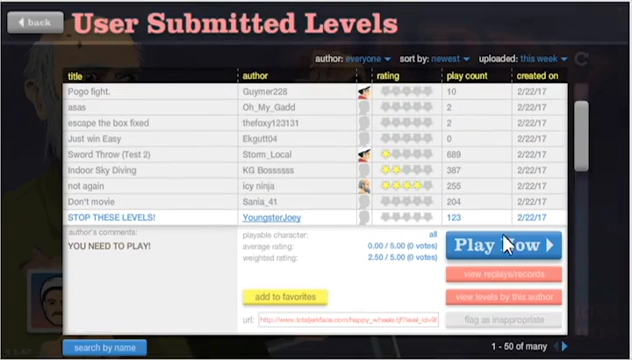 back
User Submitted Levels
author: everyone sort by: newest uploaded: this week
title author rating play count created on
Pogo fight. Guymer228 10 2/22/17
asas Oh_My_Gadd 2 2/22/17
escape the box fixed thefoxy123131 2 2/22/17
Just win Easy Ekgutt04 0 2/22/17
Sword Throw (Test 2) Storm_Local 689 2/22/17
Indoor Sky Diving KG Bossssss 387 2/22/17
not again icy ninja 255 2/22/17
Don't movie Sania_41 204 2/22/17
STOP THESE LEVELS! YoungsterJoey 123 2/22/17
author's comments:
YOU NEED TO PLAY!
playable character: all
average rating: 0.00 / 5.00 (0 votes)
weighted rating: 2.50 / 5.00 (0 votes)
Play Now
view replays/records
add to favorites
view levels by this author
url:
flag as inappropriate
search by name
1 - 50 of many